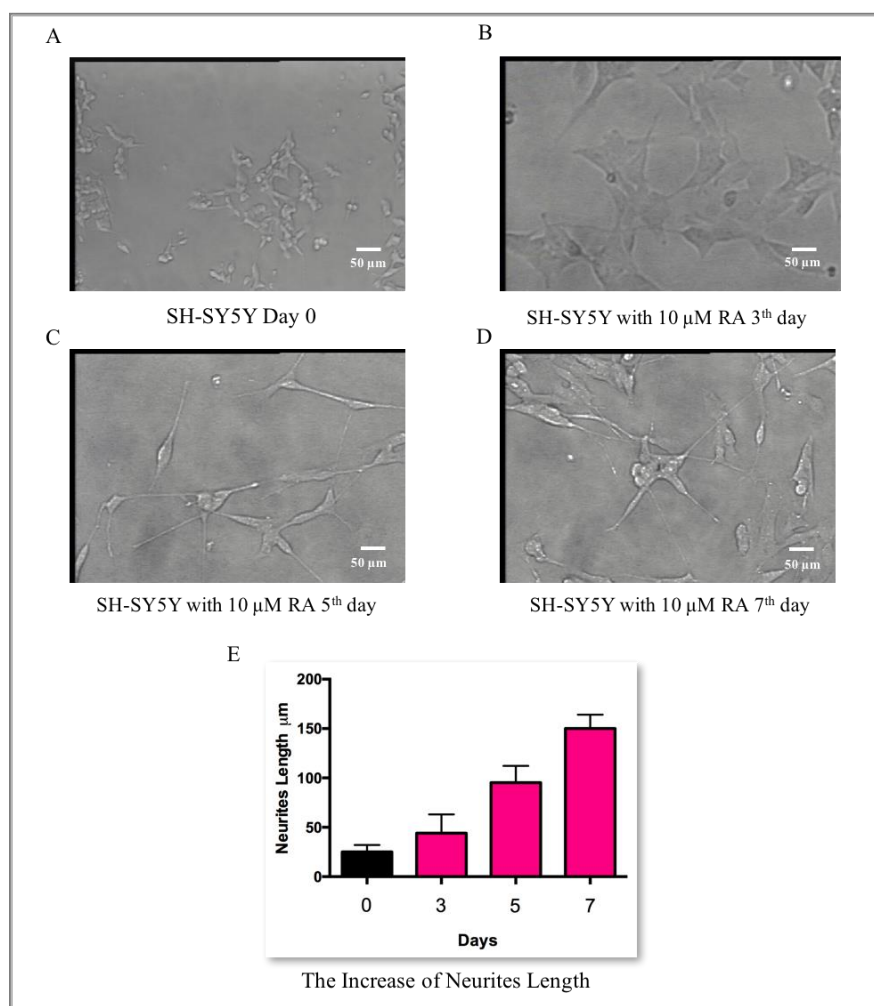 A
B
50 µm
50 µm
SH-SY5Y Day 0
SH-SY5Y with 10 µM RA 3th day
C
D
50 µm
50 µm
SH-SY5Y with 10 µM RA 5th day
SH-SY5Y with 10 µM RA 7th day
E
Neurites Length µm
200
150
100
50
0
0 3 5 7
Days
The Increase of Neurites Length